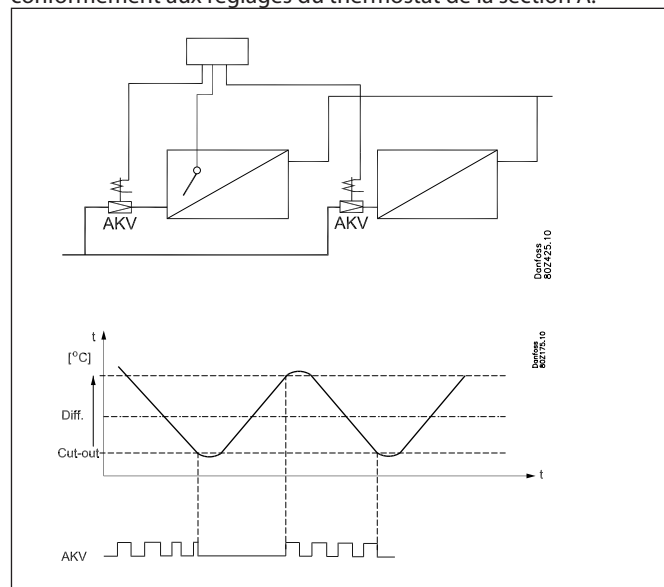 conformément aux réglages du thermostat de la section A.
AKV
AKV
Danfoss
80Z425.10
t
[°C]
Danfoss
80Z175.10
Diff.
Cut-out
t
AKV